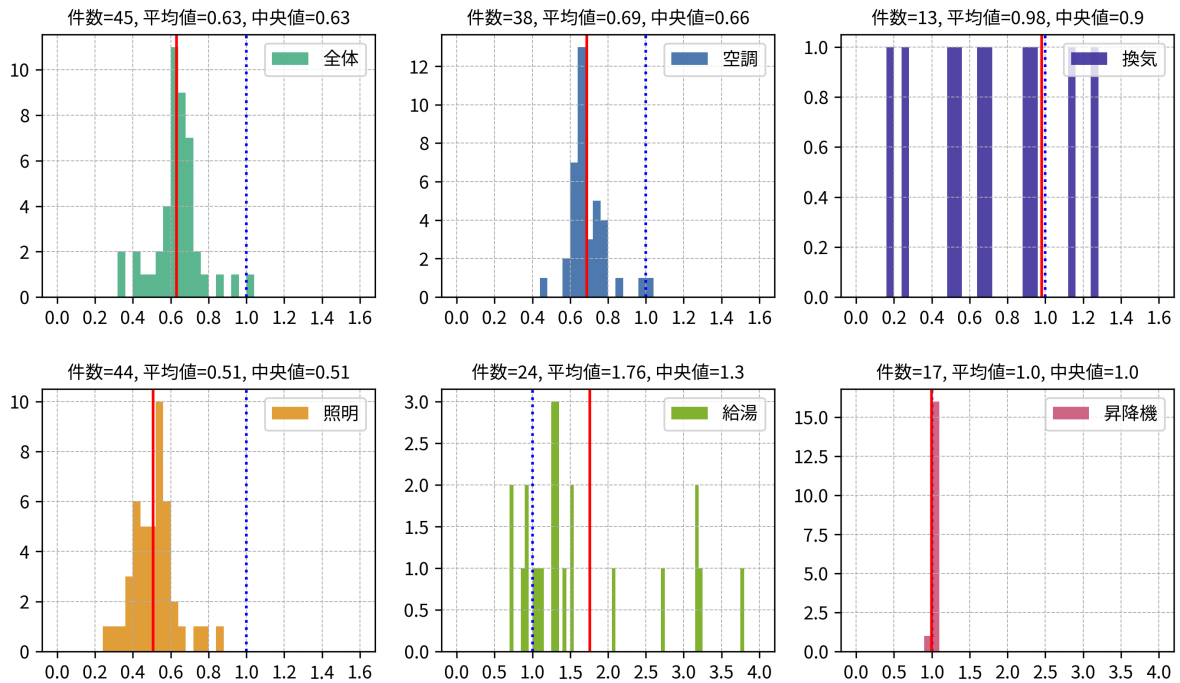 件数=45, 平均値=0.63, 中央値=0.63
全体
10
8
6
4
2
0
0.0 0.2 0.4 0.6 0.8 1.0 1.2 1.4 1.6
件数=38, 平均値=0.69, 中央値=0.66
空調
12
10
8
6
4
2
0
0.0 0.2 0.4 0.6 0.8 1.0 1.2 1.4 1.6
件数=13, 平均値=0.98, 中央値=0.9
換気
1.0
0.8
0.6
0.4
0.2
0.0
0.0 0.2 0.4 0.6 0.8 1.0 1.2 1.4 1.6
件数=44, 平均値=0.51, 中央値=0.51
照明
10
8
6
4
2
0
0.0 0.2 0.4 0.6 0.8 1.0 1.2 1.4 1.6
件数=24, 平均値=1.76, 中央値=1.3
給湯
3.0
2.5
2.0
1.5
1.0
0.5
0.0
0.0 0.5 1.0 1.5 2.0 2.5 3.0 3.5 4.0
件数=17, 平均値=1.0, 中央値=1.0
昇降機
15.0
12.5
10.0
7.5
5.0
2.5
0.0
0.0 0.5 1.0 1.5 2.0 2.5 3.0 3.5 4.0